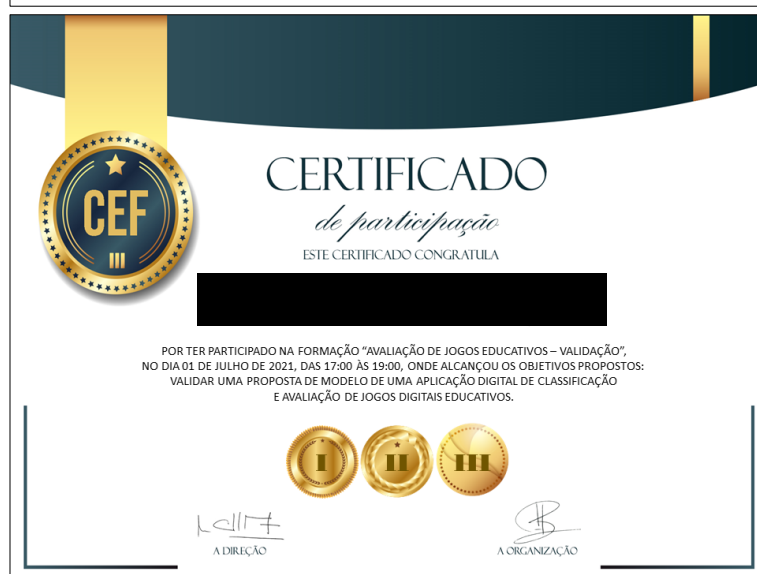 CERTIFICADO
de participação
ESTE CERTIFICADO CONGRATULA
CEF
III
POR TER PARTICIPADO NA FORMAÇÃO “AVALIAÇÃO DE JOGOS EDUCATIVOS – VALIDAÇÃO”,
NO DIA 01 DE JULHO DE 2021, DAS 17:00 ÀS 19:00, ONDE ALCANÇOU OS OBJETIVOS PROPOSTOS:
VALIDAR UMA PROPOSTA DE MODELO DE UMA APLICAÇÃO DIGITAL DE CLASSIFICAÇÃO
E AVALIAÇÃO DE JOGOS DIGITAIS EDUCATIVOS.
I II III
A DIREÇÃO
A ORGANIZAÇÃO